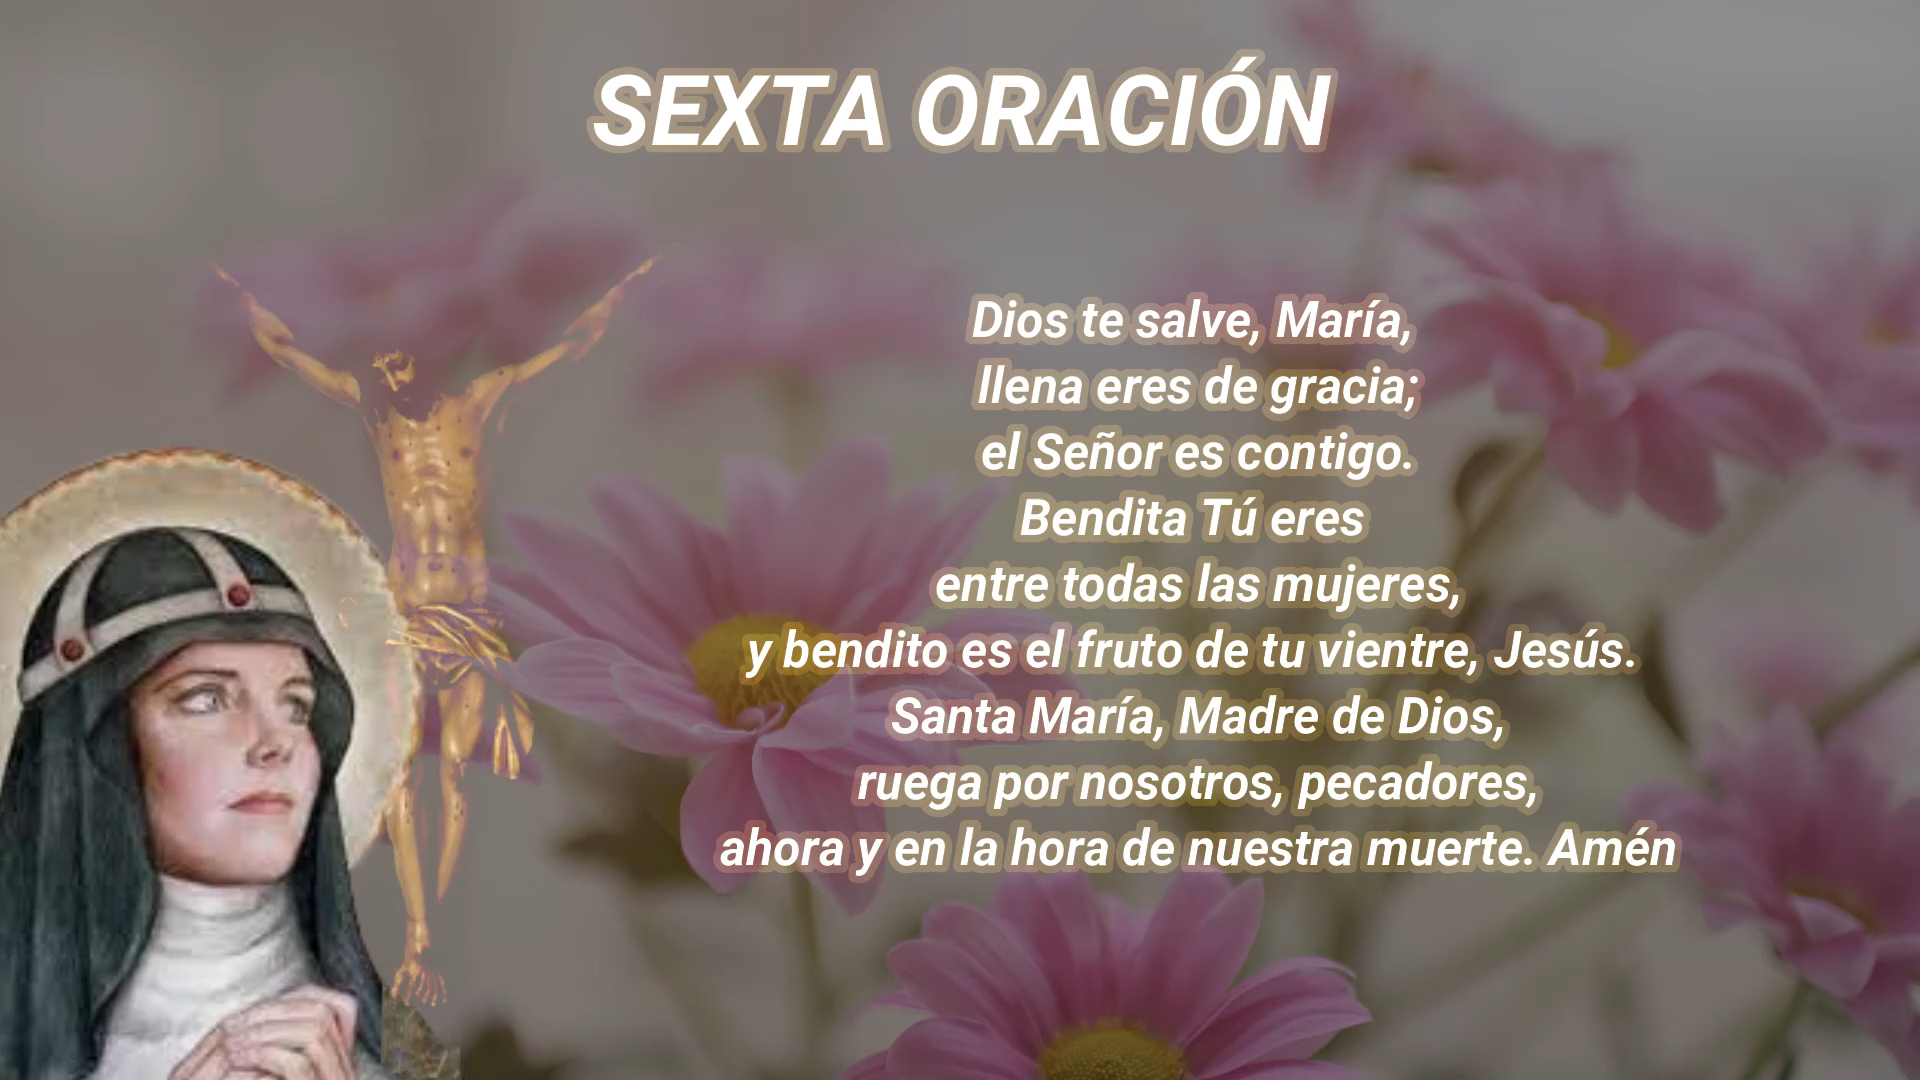 SEXTA ORACIÓN
Dios te salve, María,
llena eres de gracia;
el Señor es contigo.
Bendita Tú eres
entre todas las mujeres,
y bendito es el fruto de tu vientre, Jesús.
Santa María, Madre de Dios,
ruega por nosotros, pecadores,
ahora y en la hora de nuestra muerte. Amén